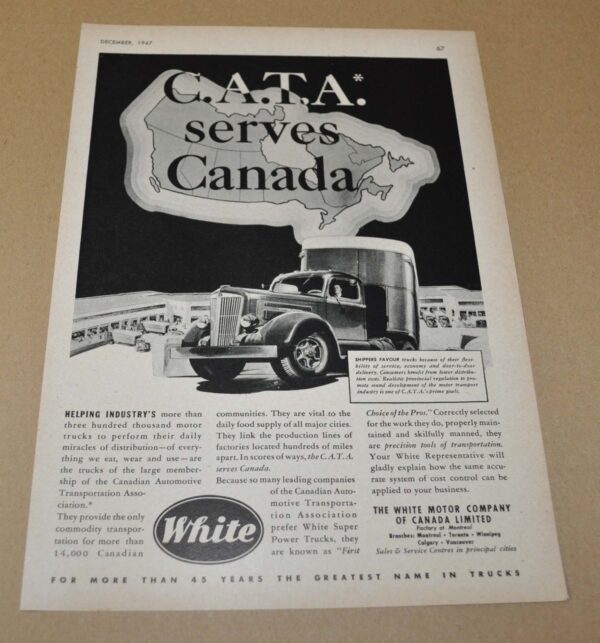 DECEMBER, 1947
67
C.A.T.A.*
serves
Canada
SHIPPERS FAVOUR trucks because of their flexi-
bility of service, economy and door-to-door
delivery. Consumers benefit from lower distribu-
tion costs. Realistic provincial regulation to pro-
mote sound development of the motor transport
industry is one of C.A.T.A.'s prime goals.
HELPING INDUSTRY'S more than
three hundred thousand motor
trucks to perform their daily
miracles of distribution—of every-
thing we eat, wear and use—are
the trucks of the large member-
ship of the Canadian Automotive
Transportation Asso-
ciation.*
They provide the only
commodity transpor-
tation for more than
14,000 Canadian
communities. They are vital to the
daily food supply of all major cities.
They link the production lines of
factories located hundreds of miles
apart. In scores of ways, the C.A.T.A.
serves Canada.
Because so many leading companies
of the Canadian Auto-
motive Transporta-
tion Association
prefer White Super
Power Trucks, they
are known as "First
Choice of the Pros." Correctly selected
for the work they do, properly main-
tained and skilfully manned, they
are precision tools of transportation.
Your White Representative will
gladly explain how the same accu-
rate system of cost control can be
applied to your business.
White
THE WHITE MOTOR COMPANY
OF CANADA LIMITED
Factory at Montreal
Branches: Montreal • Toronto • Winnipeg
Calgary • Vancouver
Sales & Service Centres in principal cities
FOR MORE THAN 45 YEARS THE GREATEST NAME IN TRUCKS